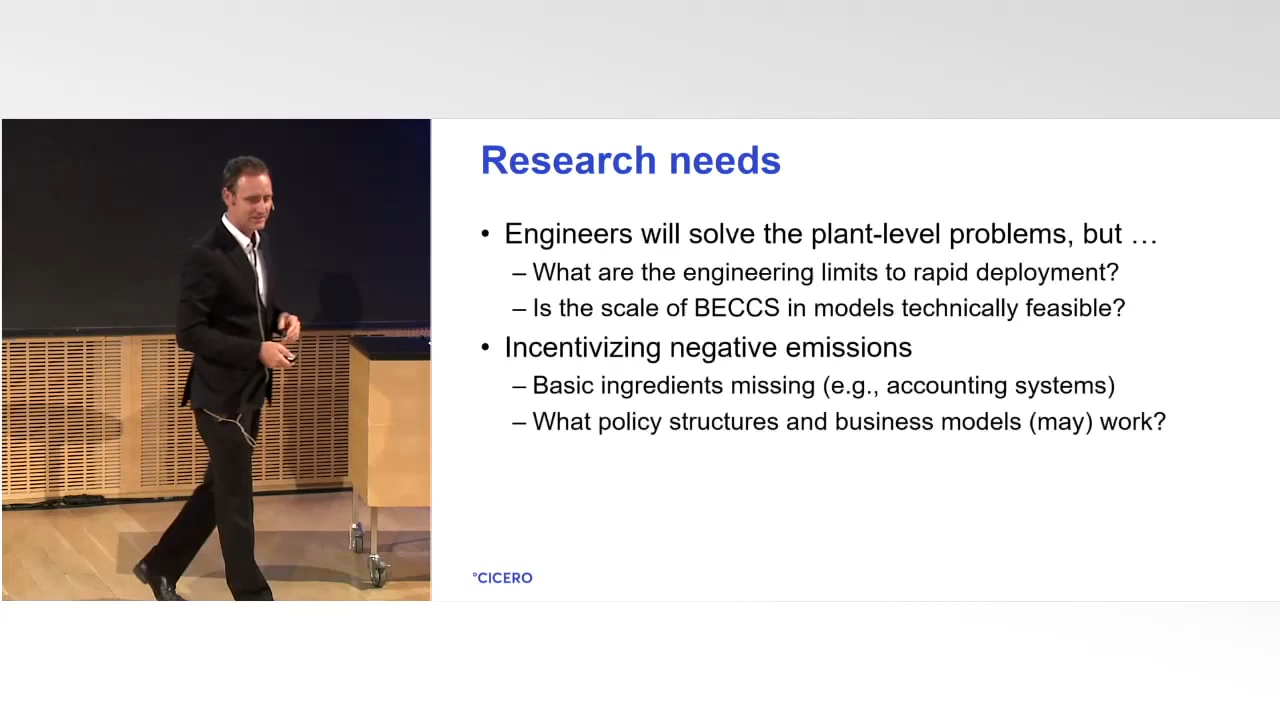 Research needs
• Engineers will solve the plant-level problems, but …
– What are the engineering limits to rapid deployment?
– Is the scale of BECCS in models technically feasible?
• Incentivizing negative emissions
– Basic ingredients missing (e.g., accounting systems)
– What policy structures and business models (may) work?
°CICERO